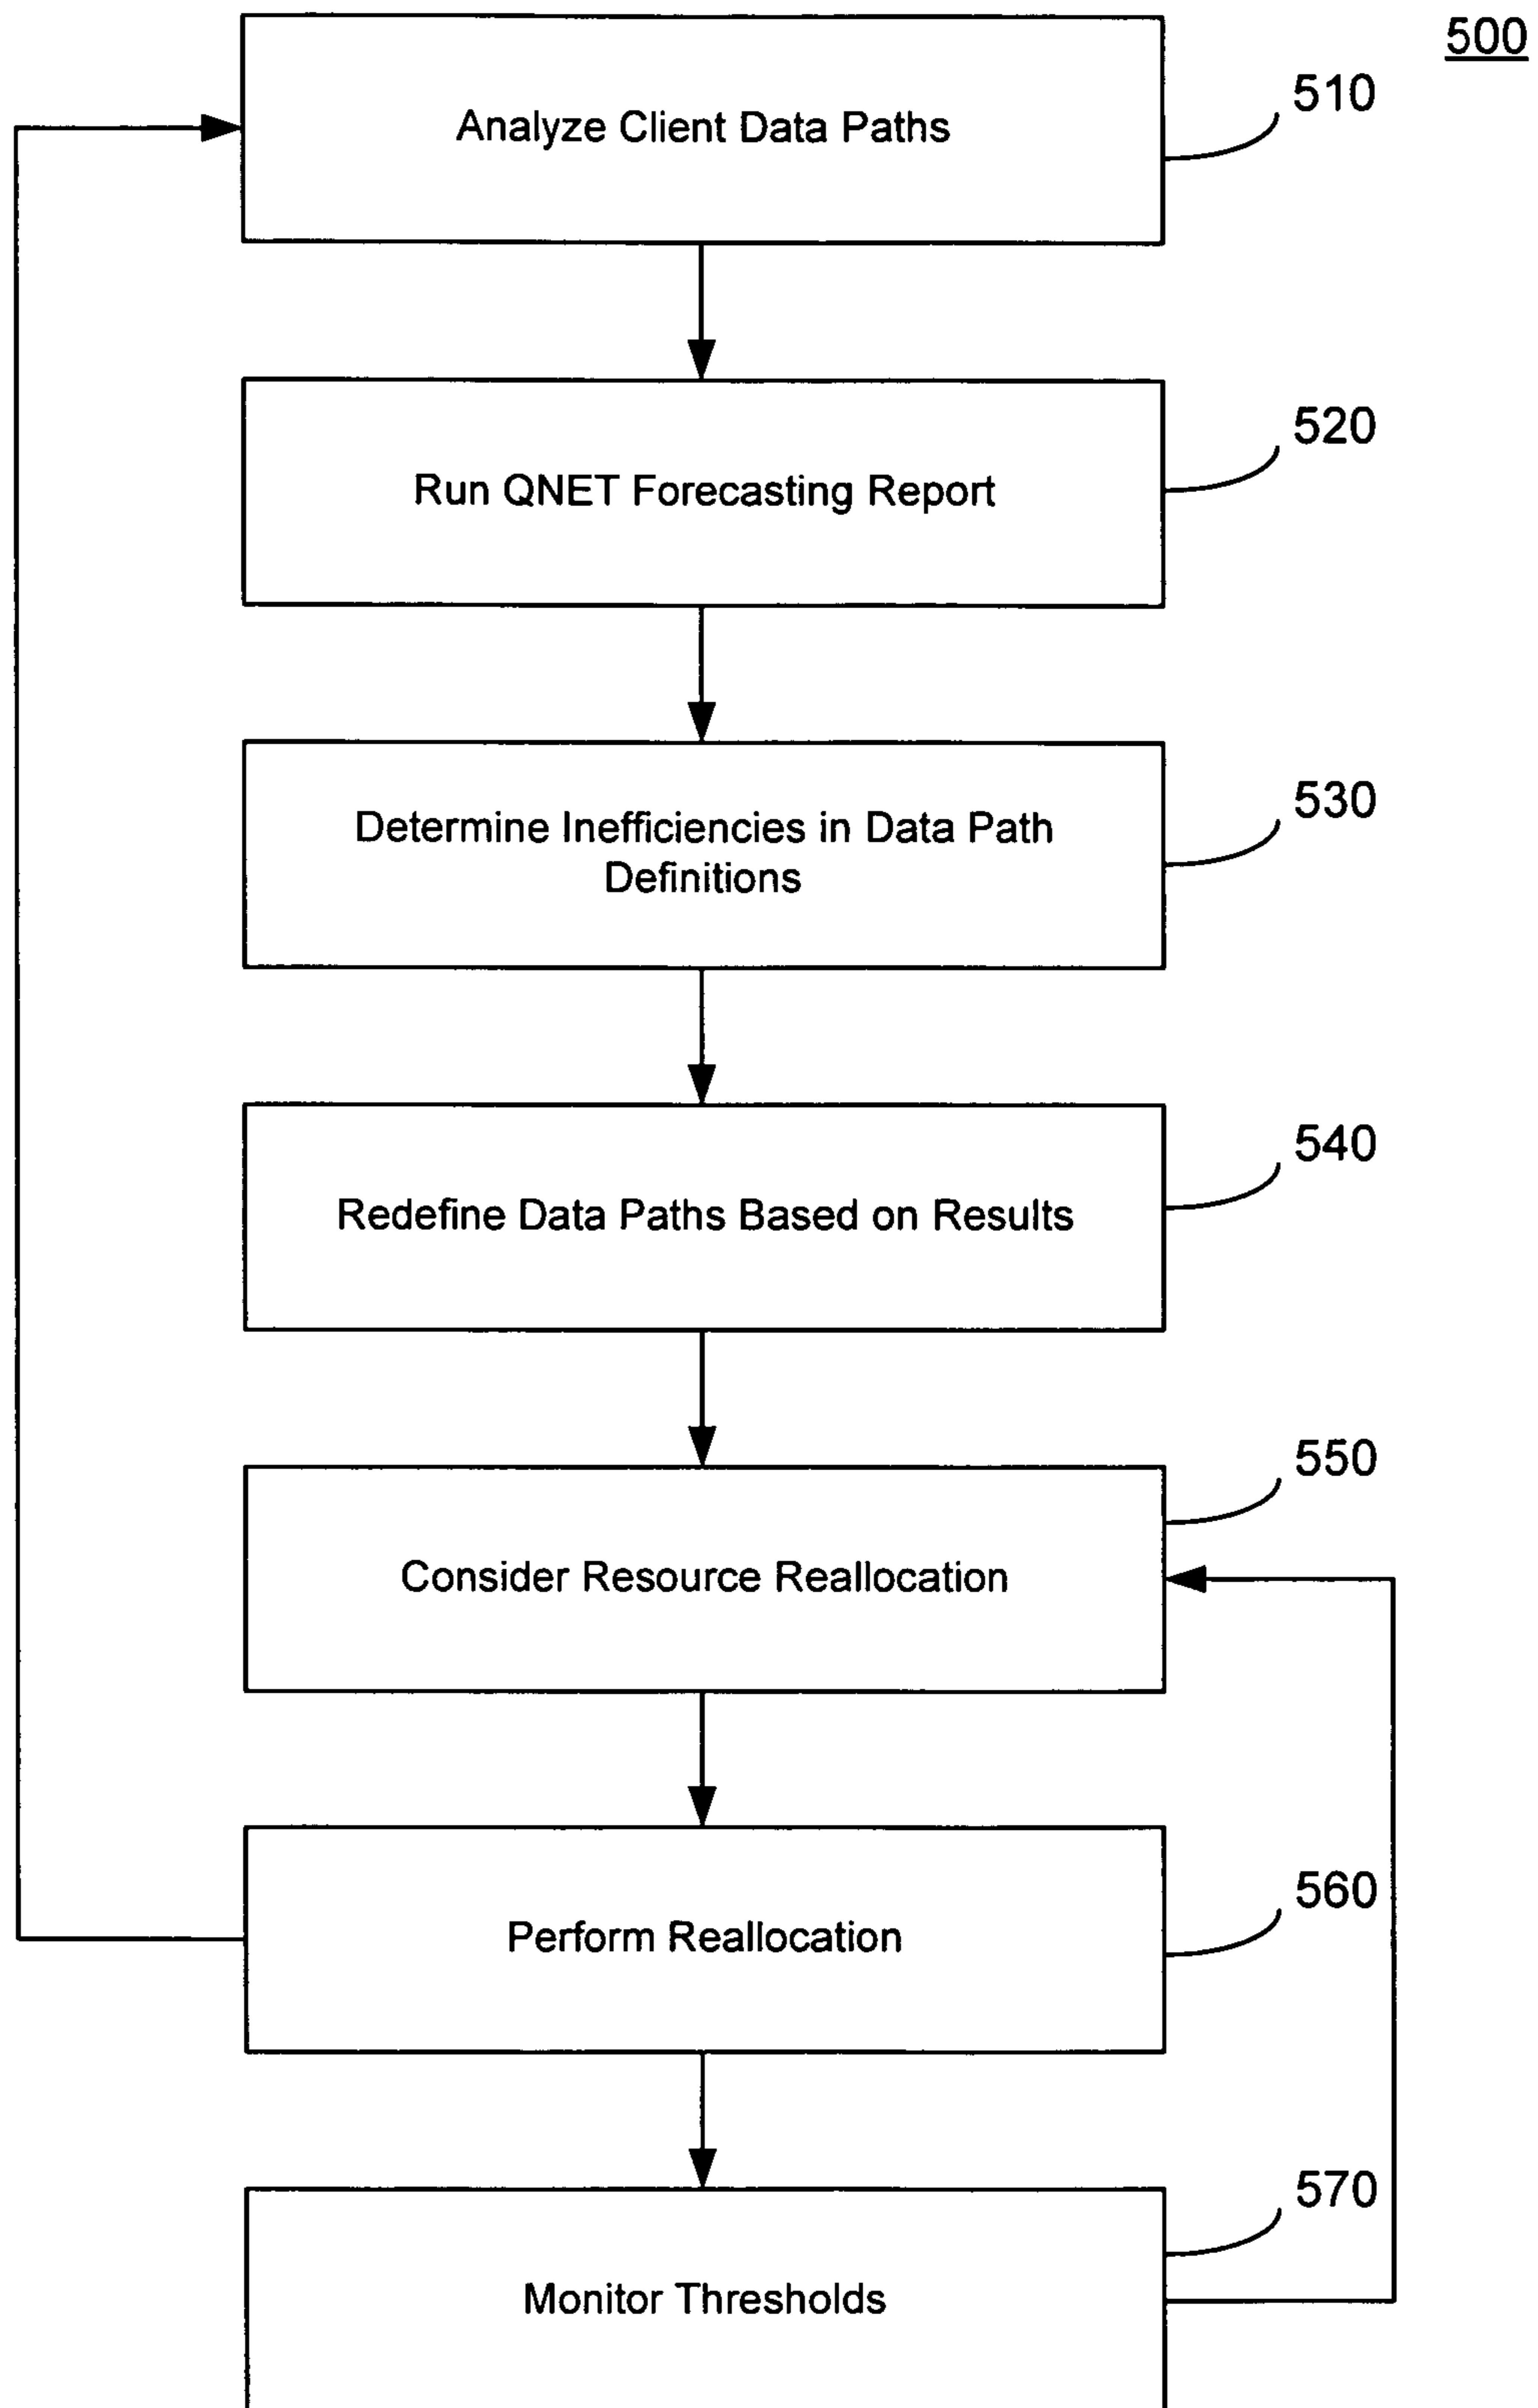 500
Analyze Client Data Paths
510
Run QNET Forecasting Report
520
Determine Inefficiencies in Data Path
Definitions
530
Redefine Data Paths Based on Results
540
Consider Resource Reallocation
550
Perform Reallocation
560
Monitor Thresholds
570